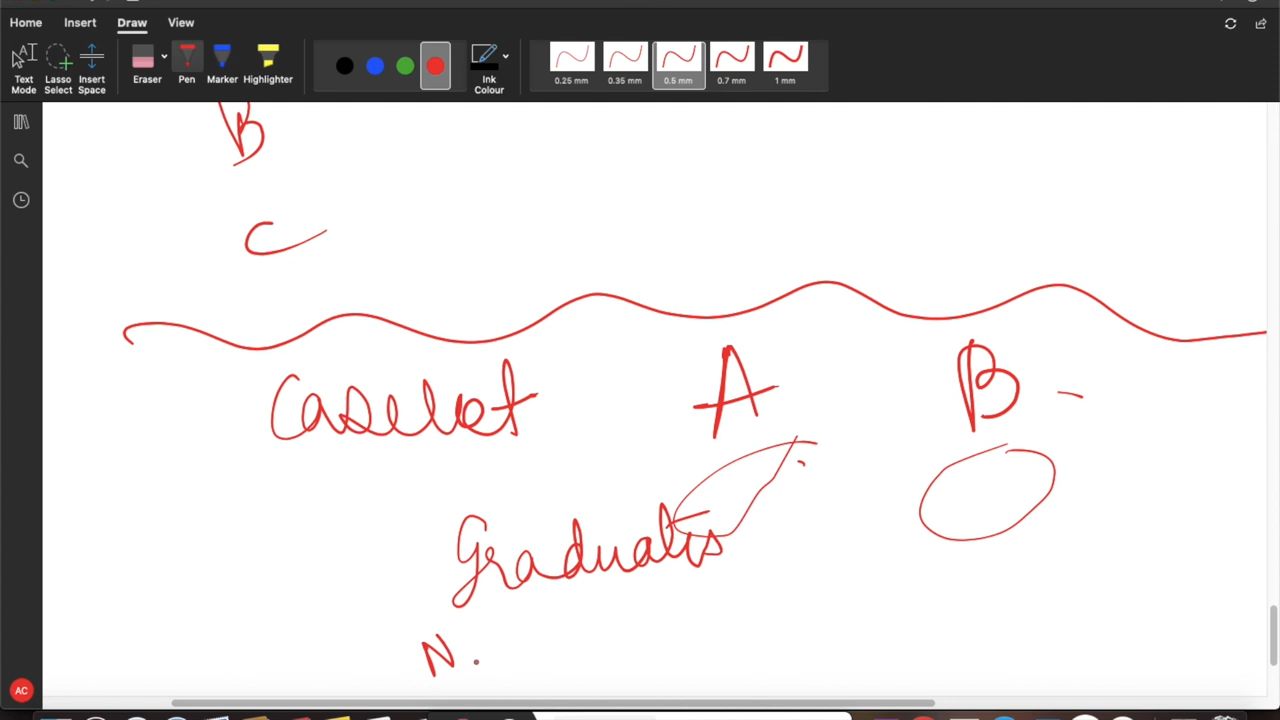 Home Insert Draw View
Text Mode Lasso Select Insert Space Eraser Pen Marker Highlighter Ink Colour 0.25 mm 0.35 mm 0.5 mm 0.7 mm 1 mm
B
C
Caselet A B -
Graduates
N .
AC